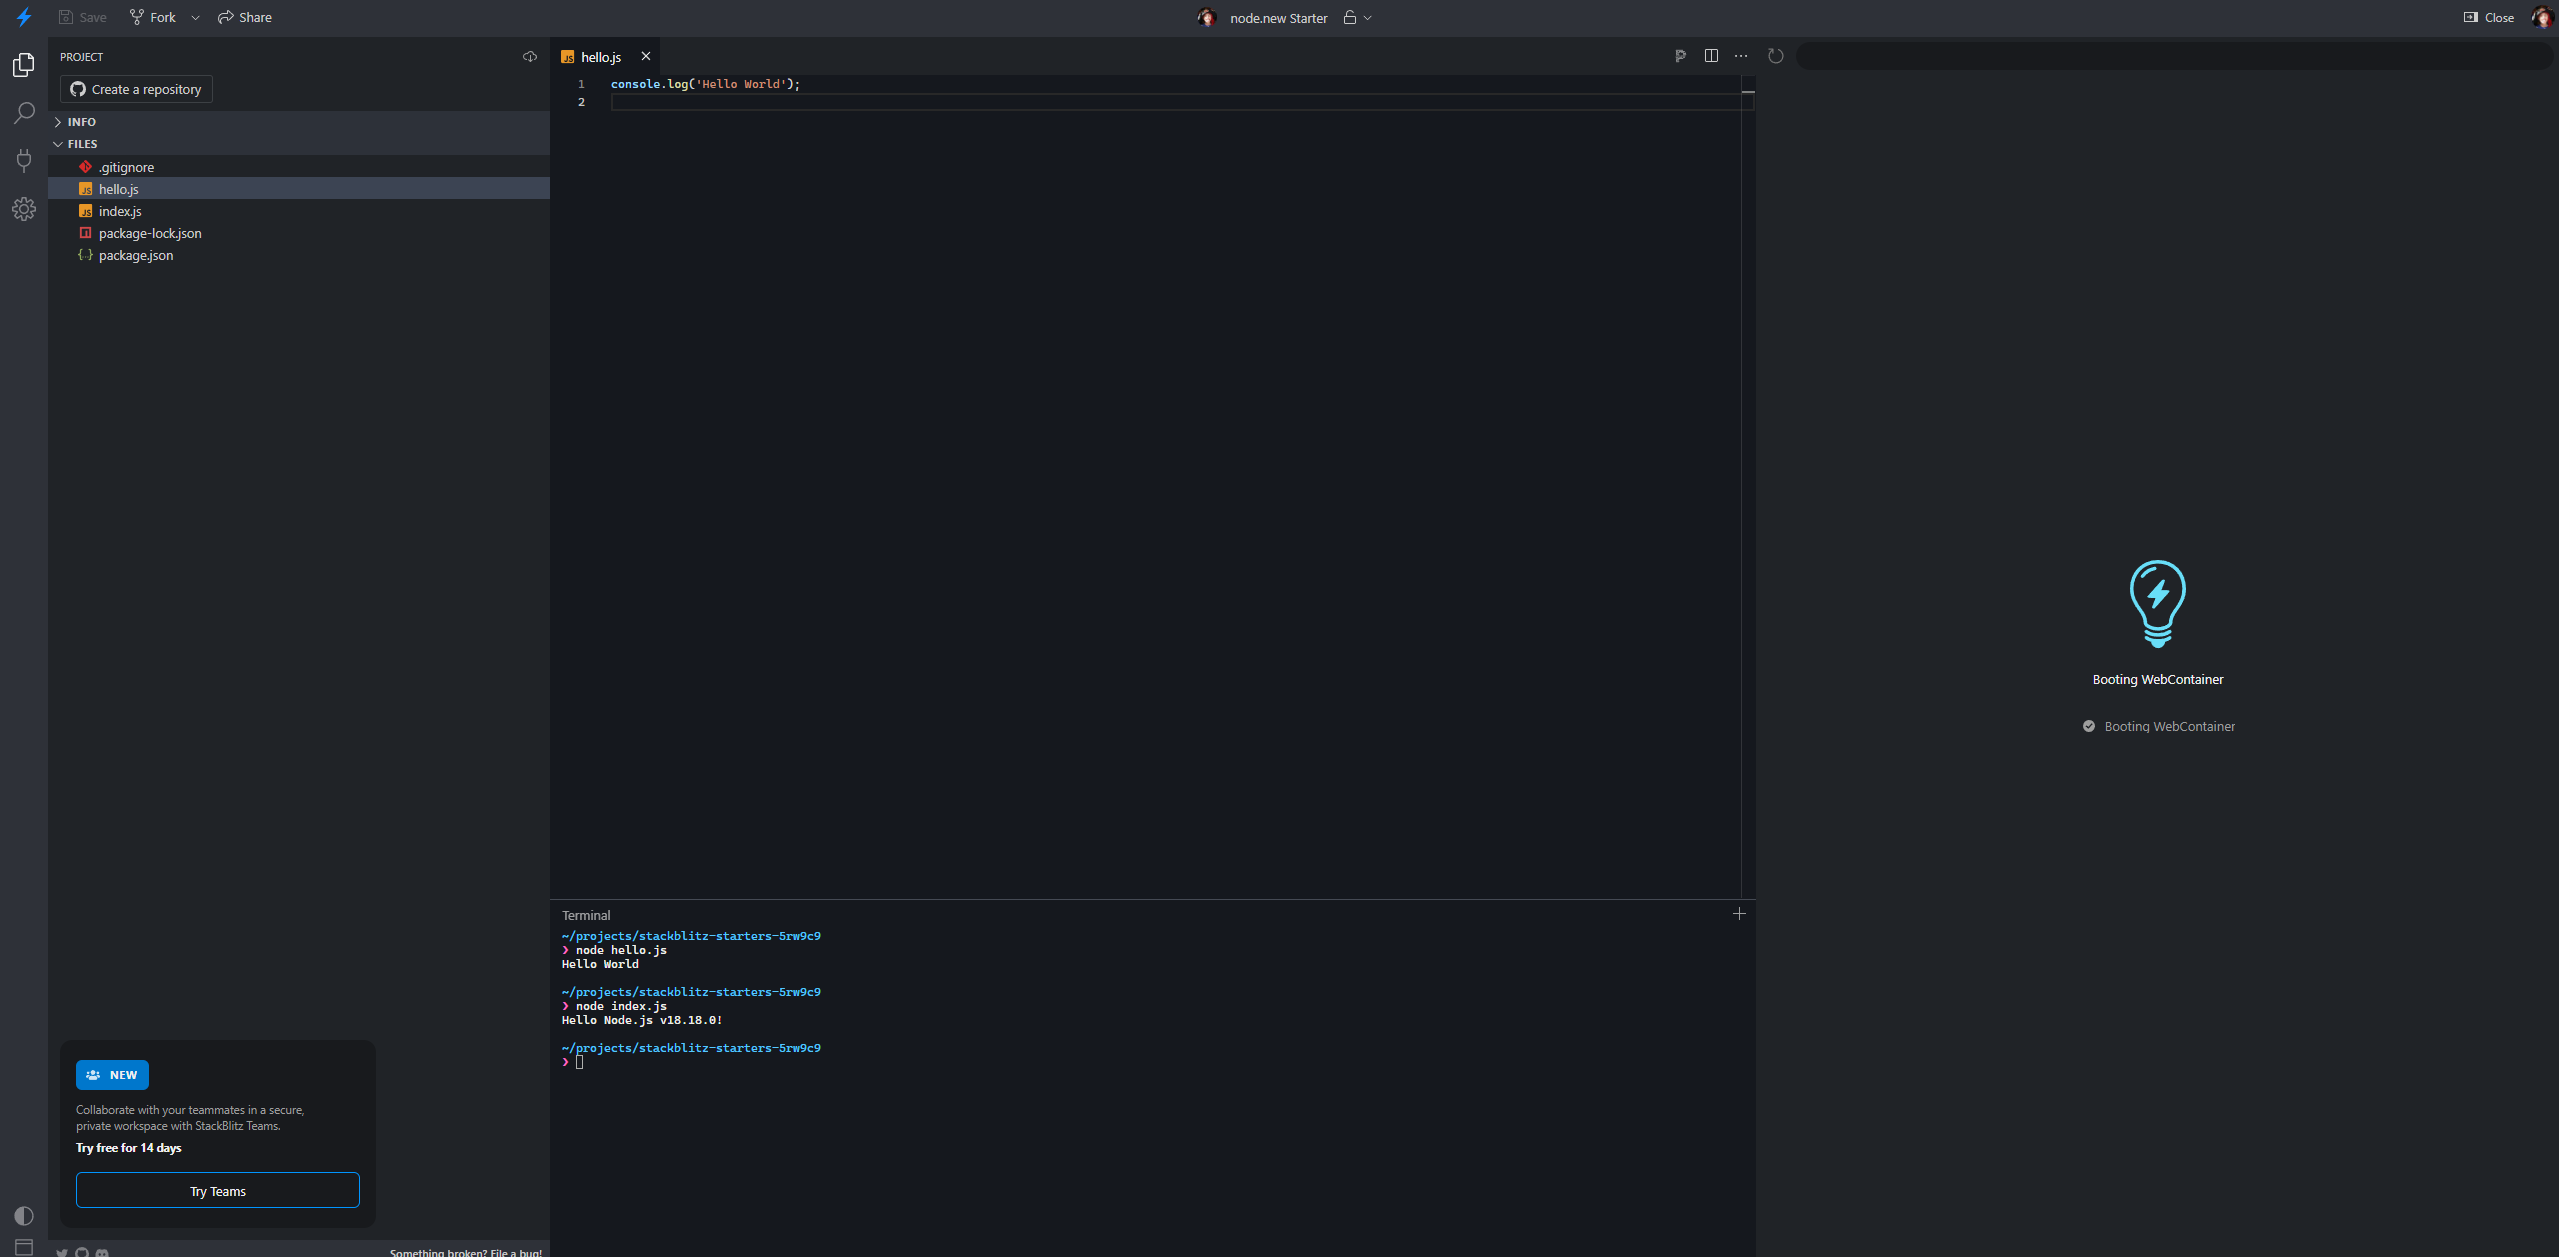 Save Fork Share node.new Starter Close
PROJECT
Create a repository
INFO
FILES
.gitignore
hello.js
index.js
package-lock.json
package.json
NEW
Collaborate with your teammates in a secure,
private workspace with StackBlitz Teams.
Try free for 14 days
Try Teams
Something broken? File a bug!
hello.js
1 console.log('Hello World');
2
Terminal
~/projects/stackblitz-starters-5rw9c9
❯ node hello.js
Hello World
~/projects/stackblitz-starters-5rw9c9
❯ node index.js
Hello Node.js v18.18.0!
~/projects/stackblitz-starters-5rw9c9
❯
Booting WebContainer
Booting WebContainer